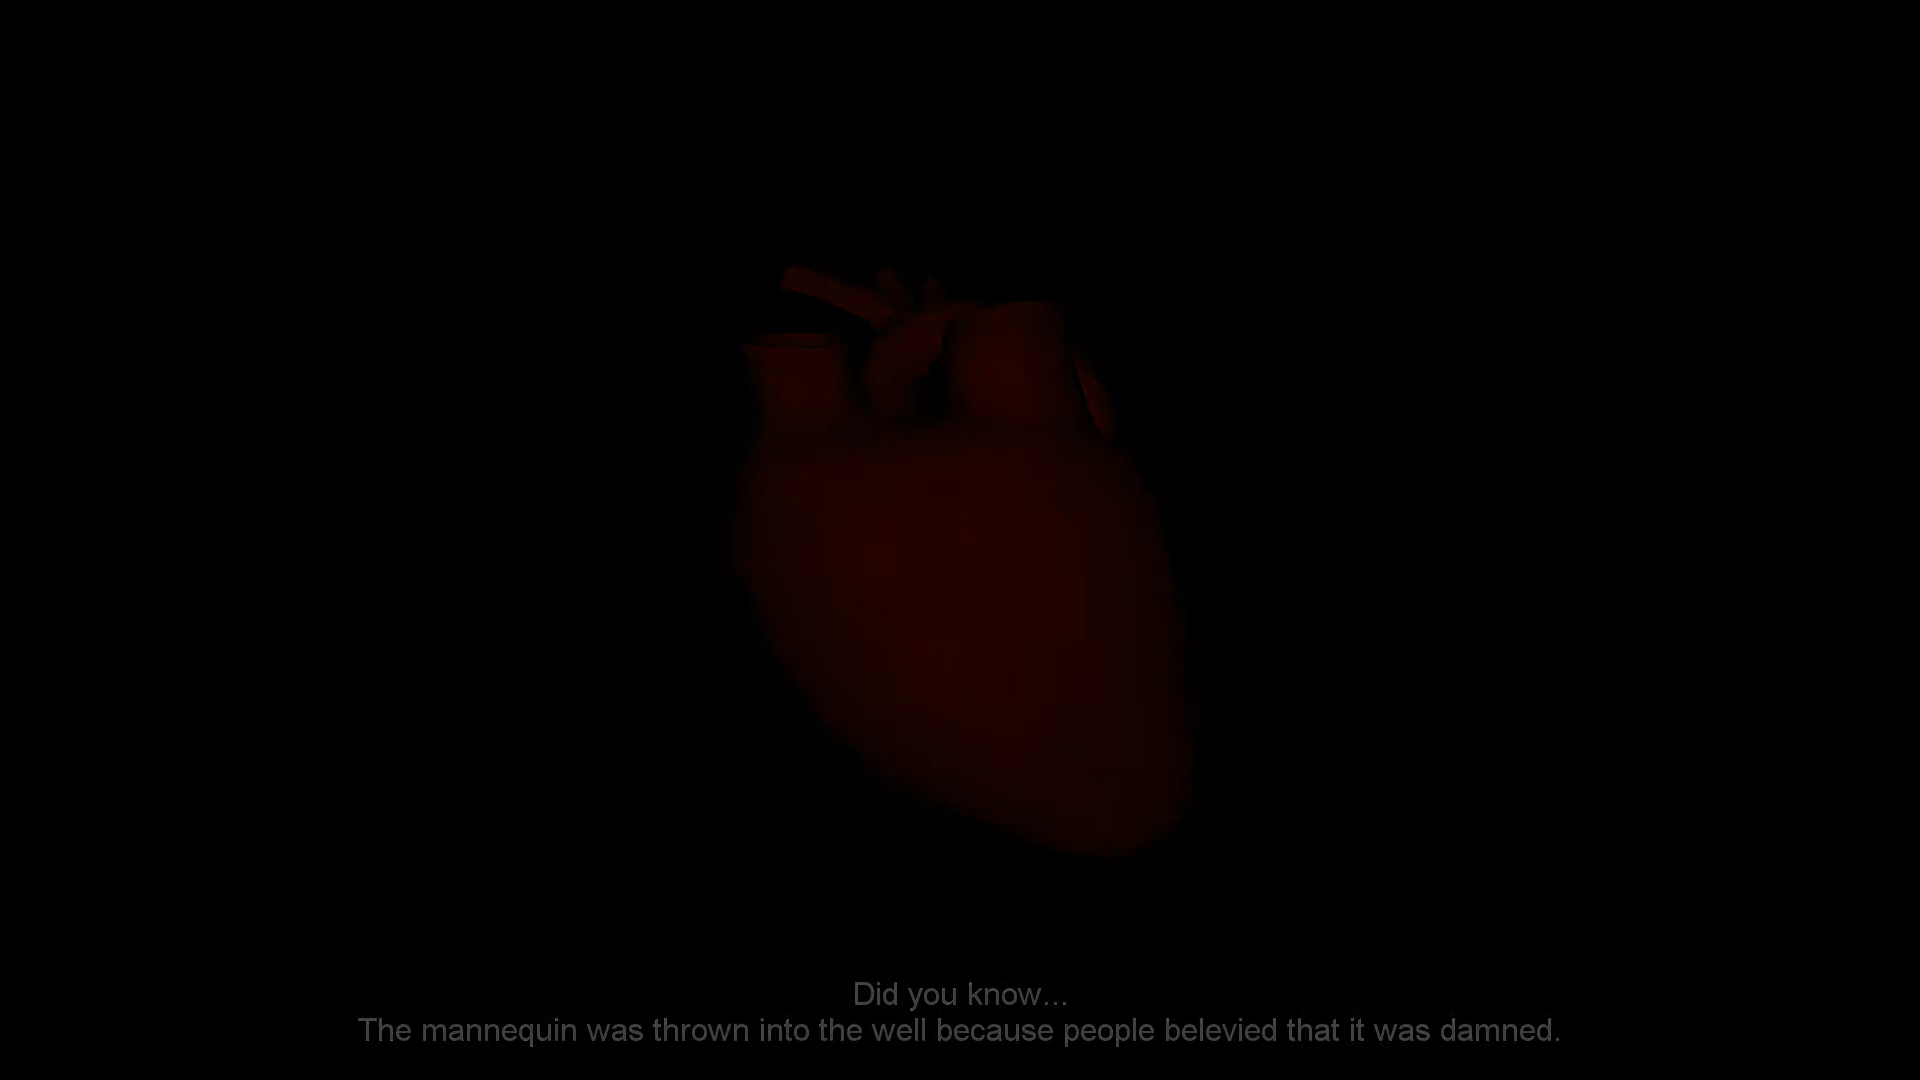 Did you know...
The mannequin was thrown into the well because people belevied that it was damned.